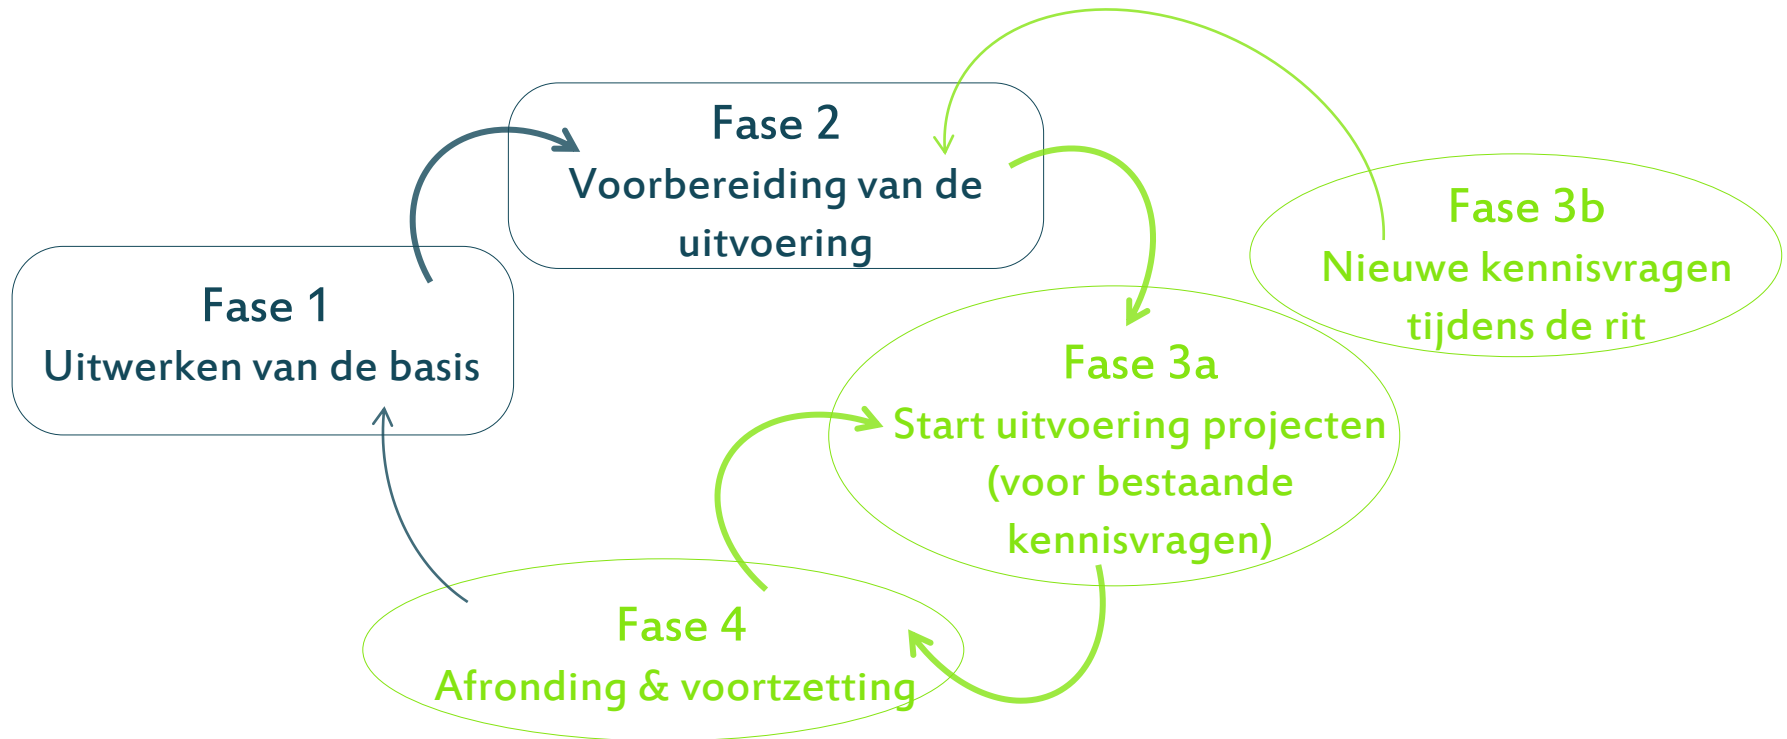 Fase 1
Uitwerken van de basis
Fase 2
Voorbereiding van de
uitvoering
Fase 3a
Start uitvoering projecten
(voor bestaande
kennisvragen)
Fase 3b
Nieuwe kennisvragen
tijdens de rit
Fase 4
Afronding & voortzetting